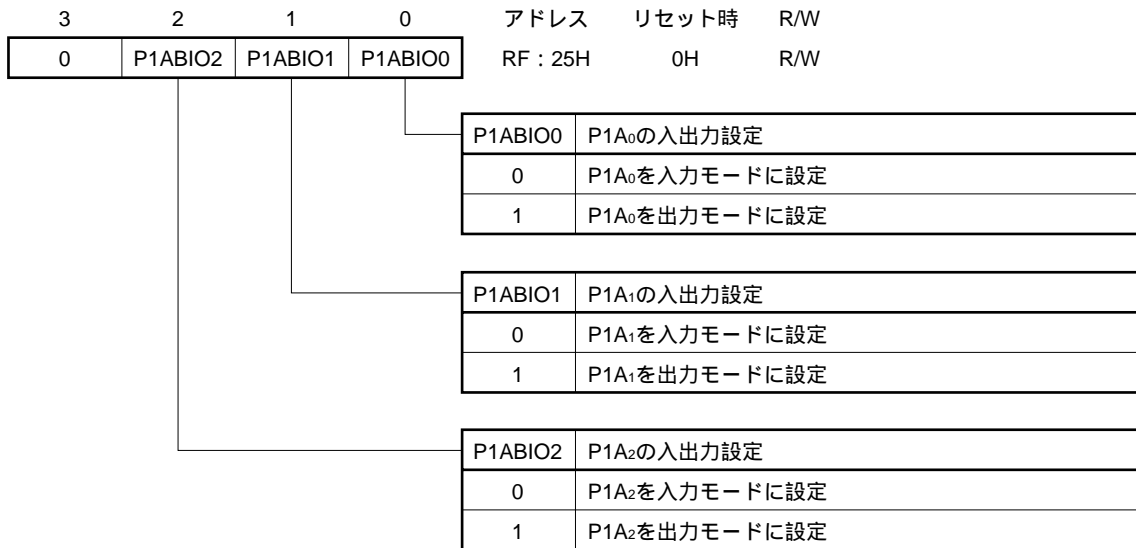 3 2 1 0 アドレス リセット時 R/W
0 P1ABIO2 P1ABIO1 P1ABIO0 RF：25H 0H R/W
P1ABIO0 P1A₀の入出力設定
0 P1A₀を入力モードに設定
1 P1A₀を出力モードに設定
P1ABIO1 P1A₁の入出力設定
0 P1A₁を入力モードに設定
1 P1A₁を出力モードに設定
P1ABIO2 P1A₂の入出力設定
0 P1A₂を入力モードに設定
1 P1A₂を出力モードに設定